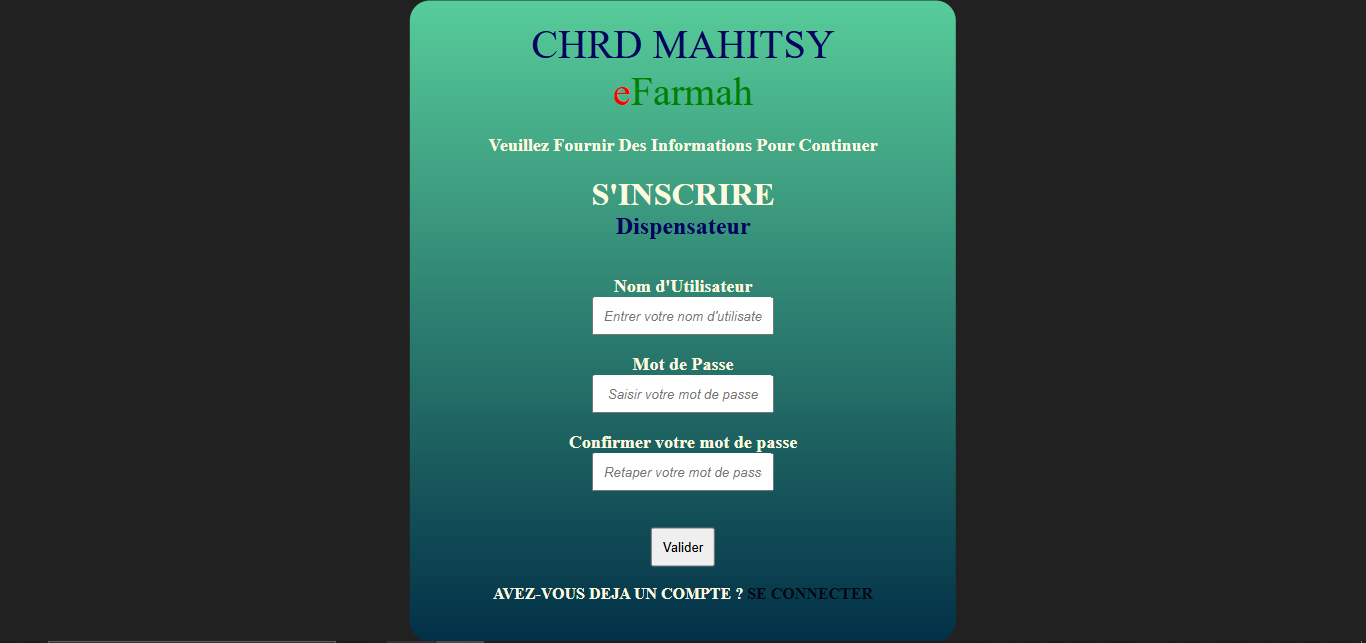 CHRD MAHITSY
eFarmah
Veuillez Fournir Des Informations Pour Continuer
S'INSCRIRE
Dispensateur
Nom d'Utilisateur
Entrer votre nom d'utilisate
Mot de Passe
Saisir votre mot de passe
Confirmer votre mot de passe
Retaper votre mot de pass
Valider
AVEZ-VOUS DEJA UN COMPTE ? SE CONNECTER